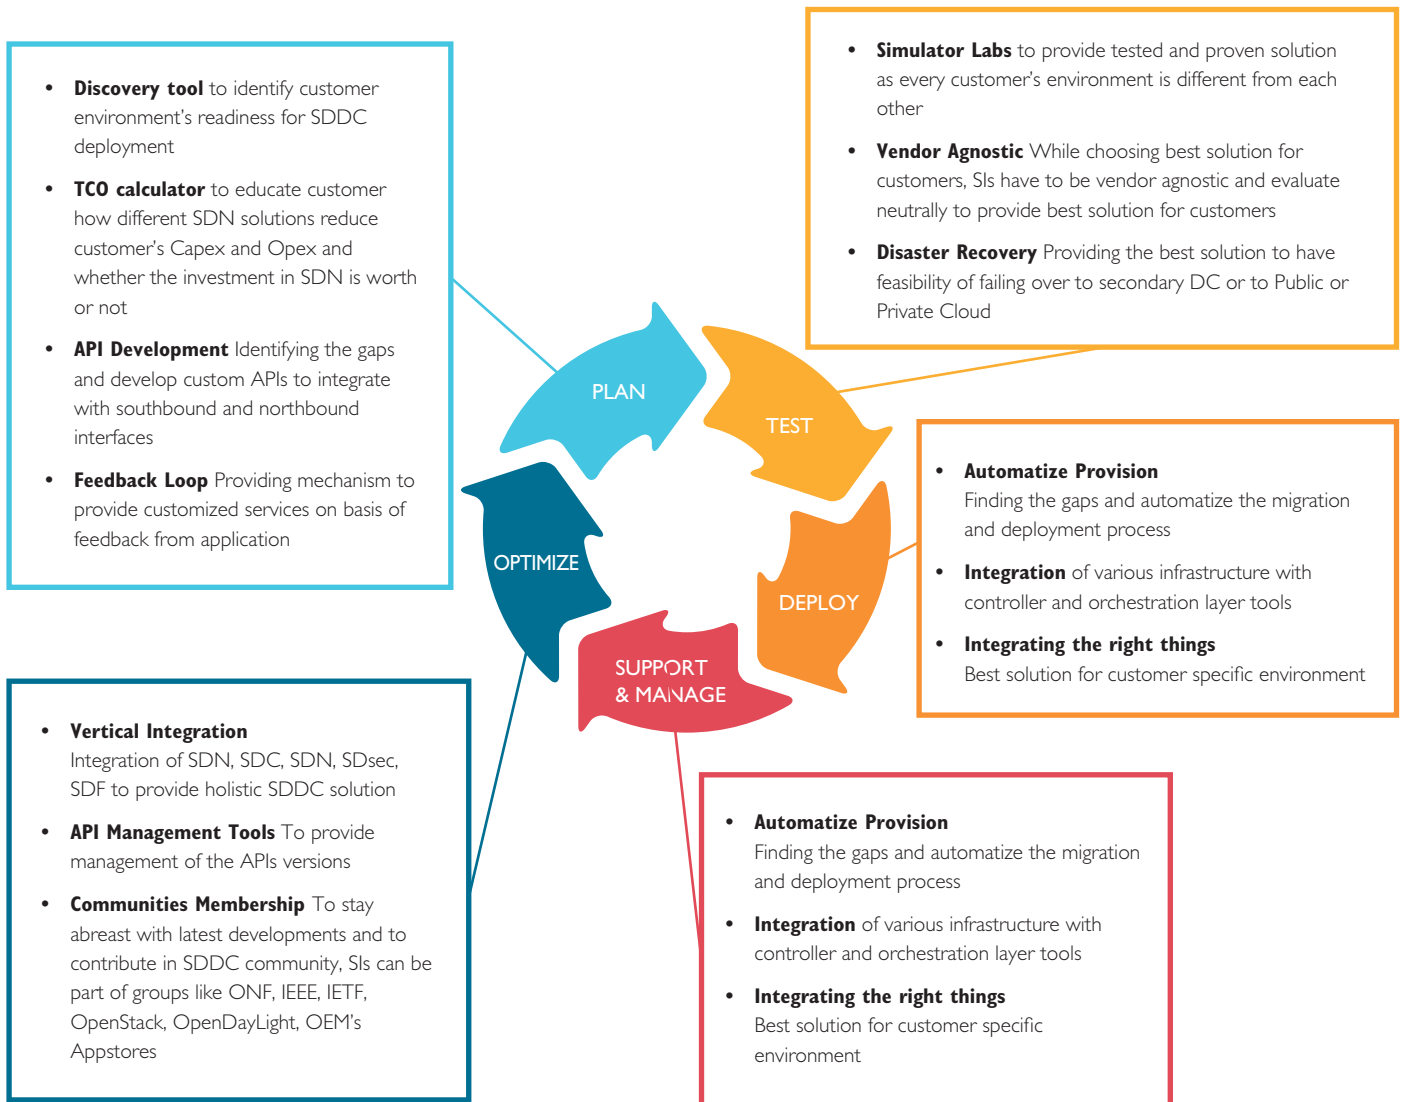 • Discovery tool to identify customer
environment's readiness for SDDC
deployment
• TCO calculator to educate customer
how different SDN solutions reduce
customer's Capex and Opex and
whether the investment in SDN is worth
or not
• API Development Identifying the gaps
and develop custom APIs to integrate
with southbound and northbound
interfaces
• Feedback Loop Providing mechanism to
provide customized services on basis of
feedback from application
• Simulator Labs to provide tested and proven solution
as every customer's environment is different from each
other
• Vendor Agnostic While choosing best solution for
customers, SIs have to be vendor agnostic and evaluate
neutrally to provide best solution for customers
• Disaster Recovery Providing the best solution to have
feasibility of failing over to secondary DC or to Public or
Private Cloud
PLAN
TEST
DEPLOY
SUPPORT
& MANAGE
OPTIMIZE
• Automatize Provision
Finding the gaps and automatize the migration
and deployment process
• Integration of various infrastructure with
controller and orchestration layer tools
• Integrating the right things
Best solution for customer specific environment
• Vertical Integration
Integration of SDN, SDC, SDN, SDsec,
SDF to provide holistic SDDC solution
• API Management Tools To provide
management of the APIs versions
• Communities Membership To stay
abreast with latest developments and to
contribute in SDDC community, SIs can be
part of groups like ONF, IEEE, IETF,
OpenStack, OpenDayLight, OEM's
Appstores
• Automatize Provision
Finding the gaps and automatize the migration
and deployment process
• Integration of various infrastructure with
controller and orchestration layer tools
• Integrating the right things
Best solution for customer specific
environment